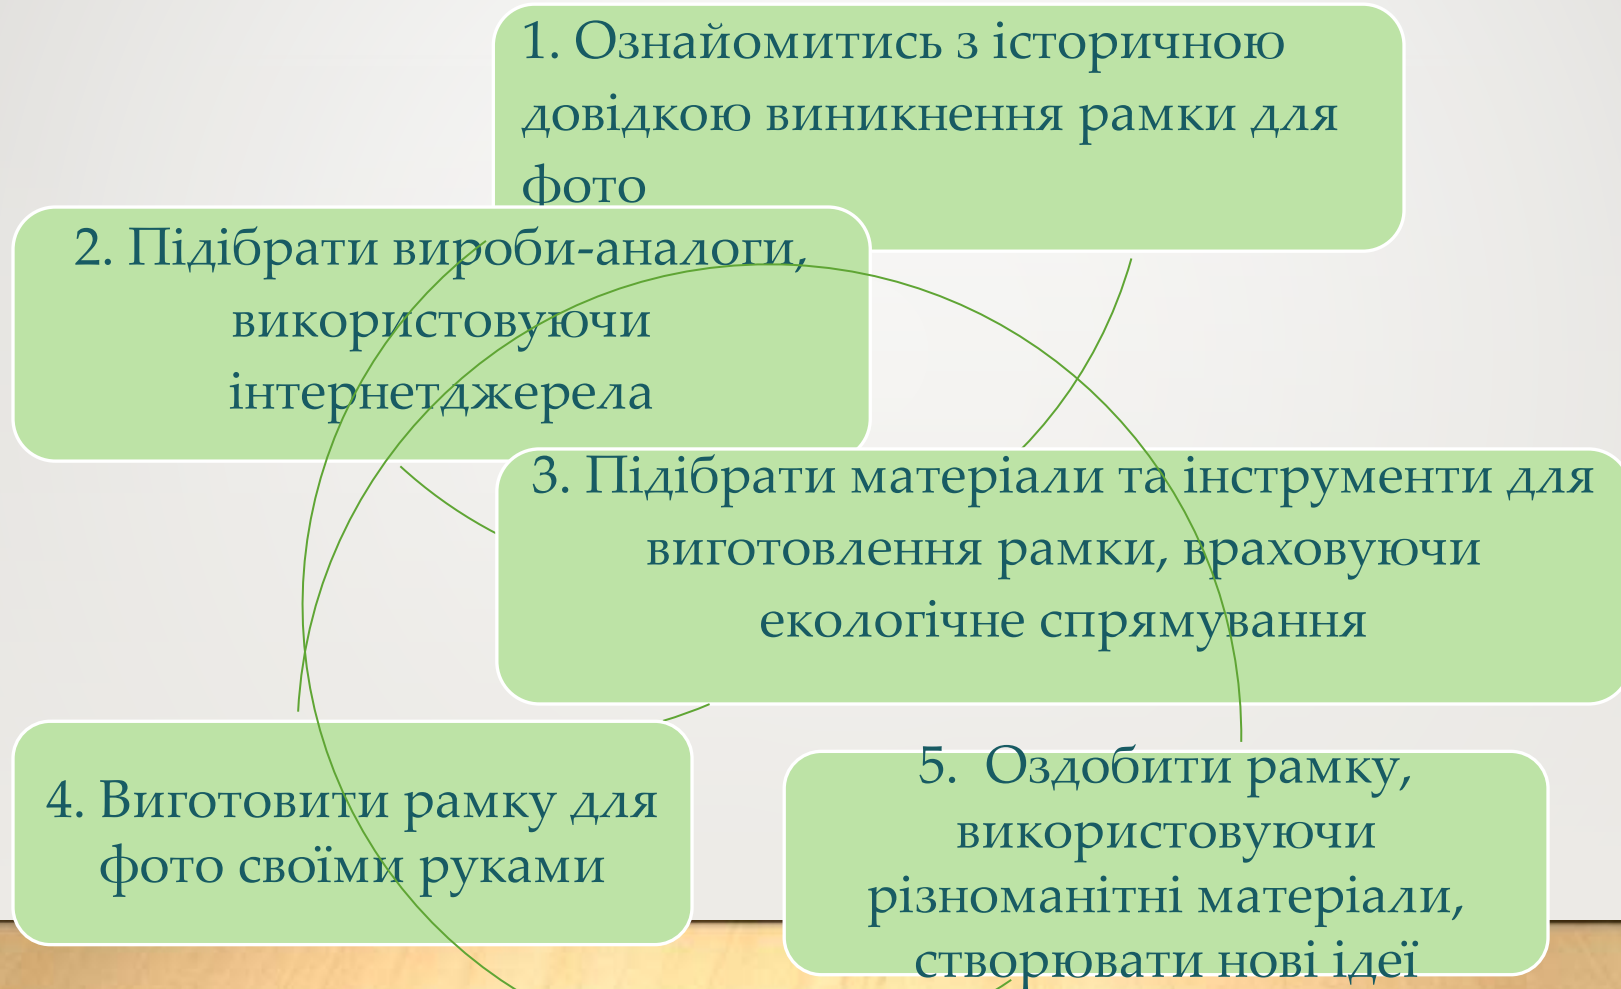 1. Ознайомитись з історичною
довідкою виникнення рамки для
фото
2. Підібрати вироби-аналоги,
використовуючи
інтернетджерела
3. Підібрати матеріали та інструменти для
виготовлення рамки, враховуючи
екологічне спрямування
4. Виготовити рамку для
фото своїми руками
5. Оздобити рамку,
використовуючи
різноманітні матеріали,
створювати нові ідеї